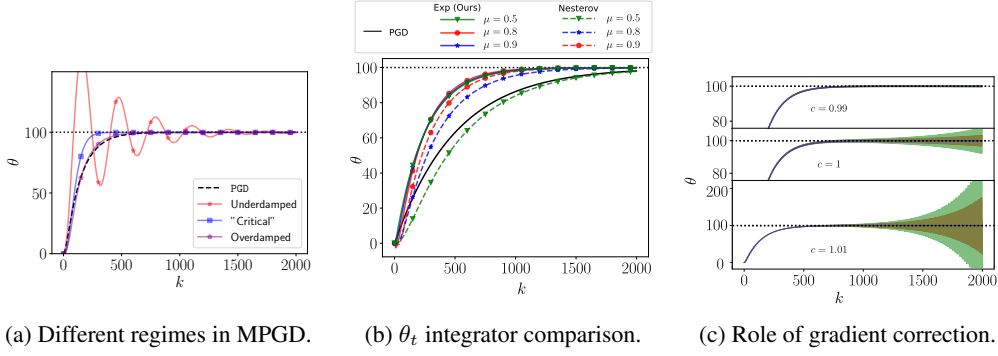 θ
100
50
0
0
500
1000
1500
2000
k
PGD
Underdamped
"Critical"
Overdamped
PGD
Exp (Ours)
μ = 0.5
μ = 0.8
μ = 0.9
Nesterov
μ = 0.5
μ = 0.8
μ = 0.9
θ
100
80
60
40
20
0
0
500
1000
1500
2000
k
100
80
c = 0.99
θ
100
80
c = 1
200
100
0
c = 1.01
0
500
1000
1500
2000
k
(a) Different regimes in MPGD.
(b) θt integrator comparison.
(c) Role of gradient correction.